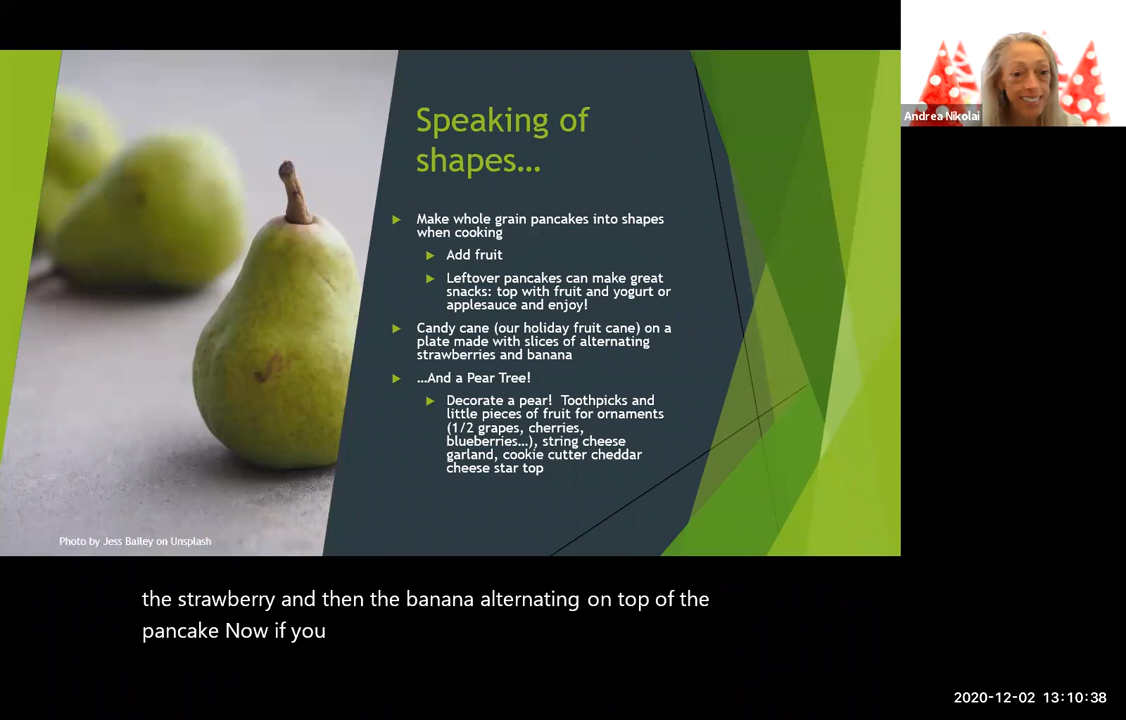 Andrea Nikolai
Speaking of
shapes...
Make whole grain pancakes into shapes
when cooking
Add fruit
Leftover pancakes can make great
snacks: top with fruit and yogurt or
applesauce and enjoy!
Candy cane (our holiday fruit cane) on a
plate made with slices of alternating
strawberries and banana
...And a Pear Tree!
Decorate a pear! Toothpicks and
little pieces of fruit for ornaments
(1/2 grapes, cherries,
blueberries...), string cheese
garland, cookie cutter cheddar
cheese star top
Photo by Jess Bailey on Unsplash
the strawberry and then the banana alternating on top of the
pancake Now if you
2020-12-02 13:10:38